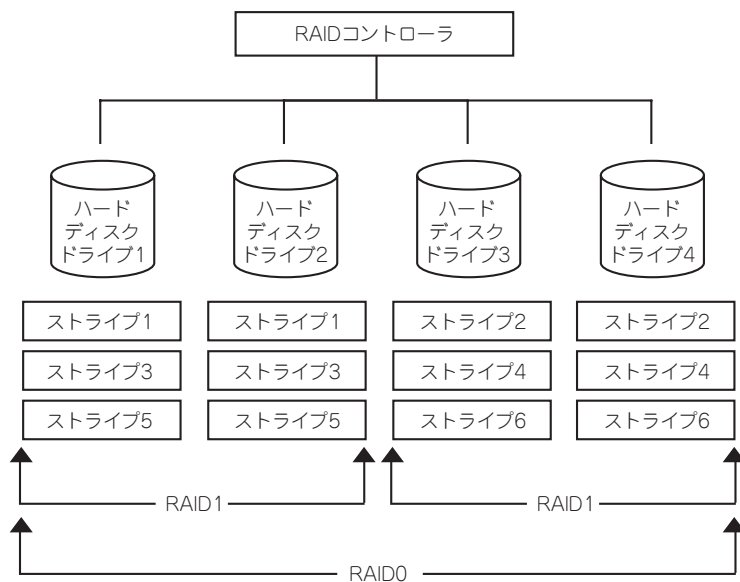 RAIDコントローラ
ハード
ディスク
ドライブ1
ハード
ディスク
ドライブ2
ハード
ディスク
ドライブ3
ハード
ディスク
ドライブ4
ストライプ1
ストライプ1
ストライプ2
ストライプ2
ストライプ3
ストライプ3
ストライプ4
ストライプ4
ストライプ5
ストライプ5
ストライプ6
ストライプ6
RAID1
RAID1
RAID0